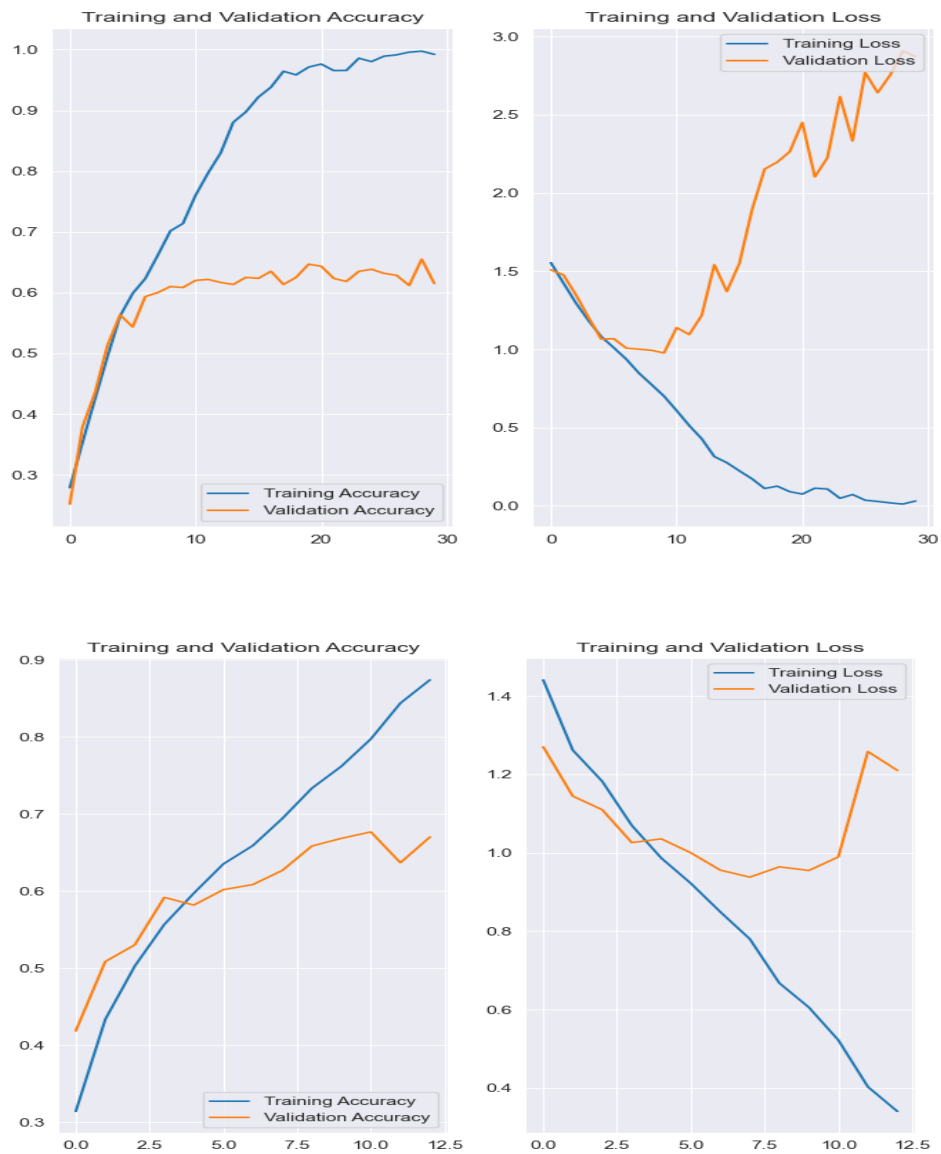 Training and Validation Accuracy
1.0
0.9
0.8
0.7
0.6
0.5
0.4
0.3
Training Accuracy
Validation Accuracy
0 10 20 30
Training and Validation Loss
3.0
2.5
2.0
1.5
1.0
0.5
0.0
Training Loss
Validation Loss
0 10 20 30
Training and Validation Accuracy
0.9
0.8
0.7
0.6
0.5
0.4
0.3
Training Accuracy
Validation Accuracy
0.0 2.5 5.0 7.5 10.0 12.5
Training and Validation Loss
1.4
1.2
1.0
0.8
0.6
0.4
Training Loss
Validation Loss
0.0 2.5 5.0 7.5 10.0 12.5